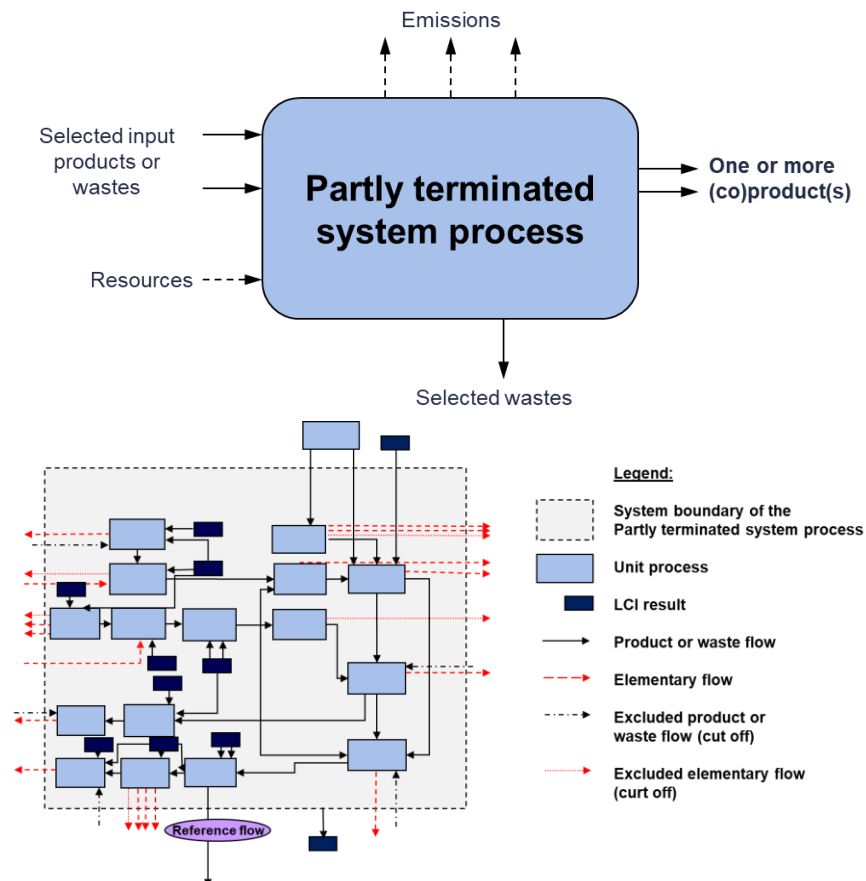 Emissions
Selected input
products or
wastes
Partly terminated
system process
One or more
(co)product(s)
Resources
Selected wastes
Legend:
System boundary of the
Partly terminated system process
Unit process
LCI result
Product or waste flow
Elementary flow
Excluded product or
waste flow (cut off)
Excluded elementary flow
(curt off)
Reference flow